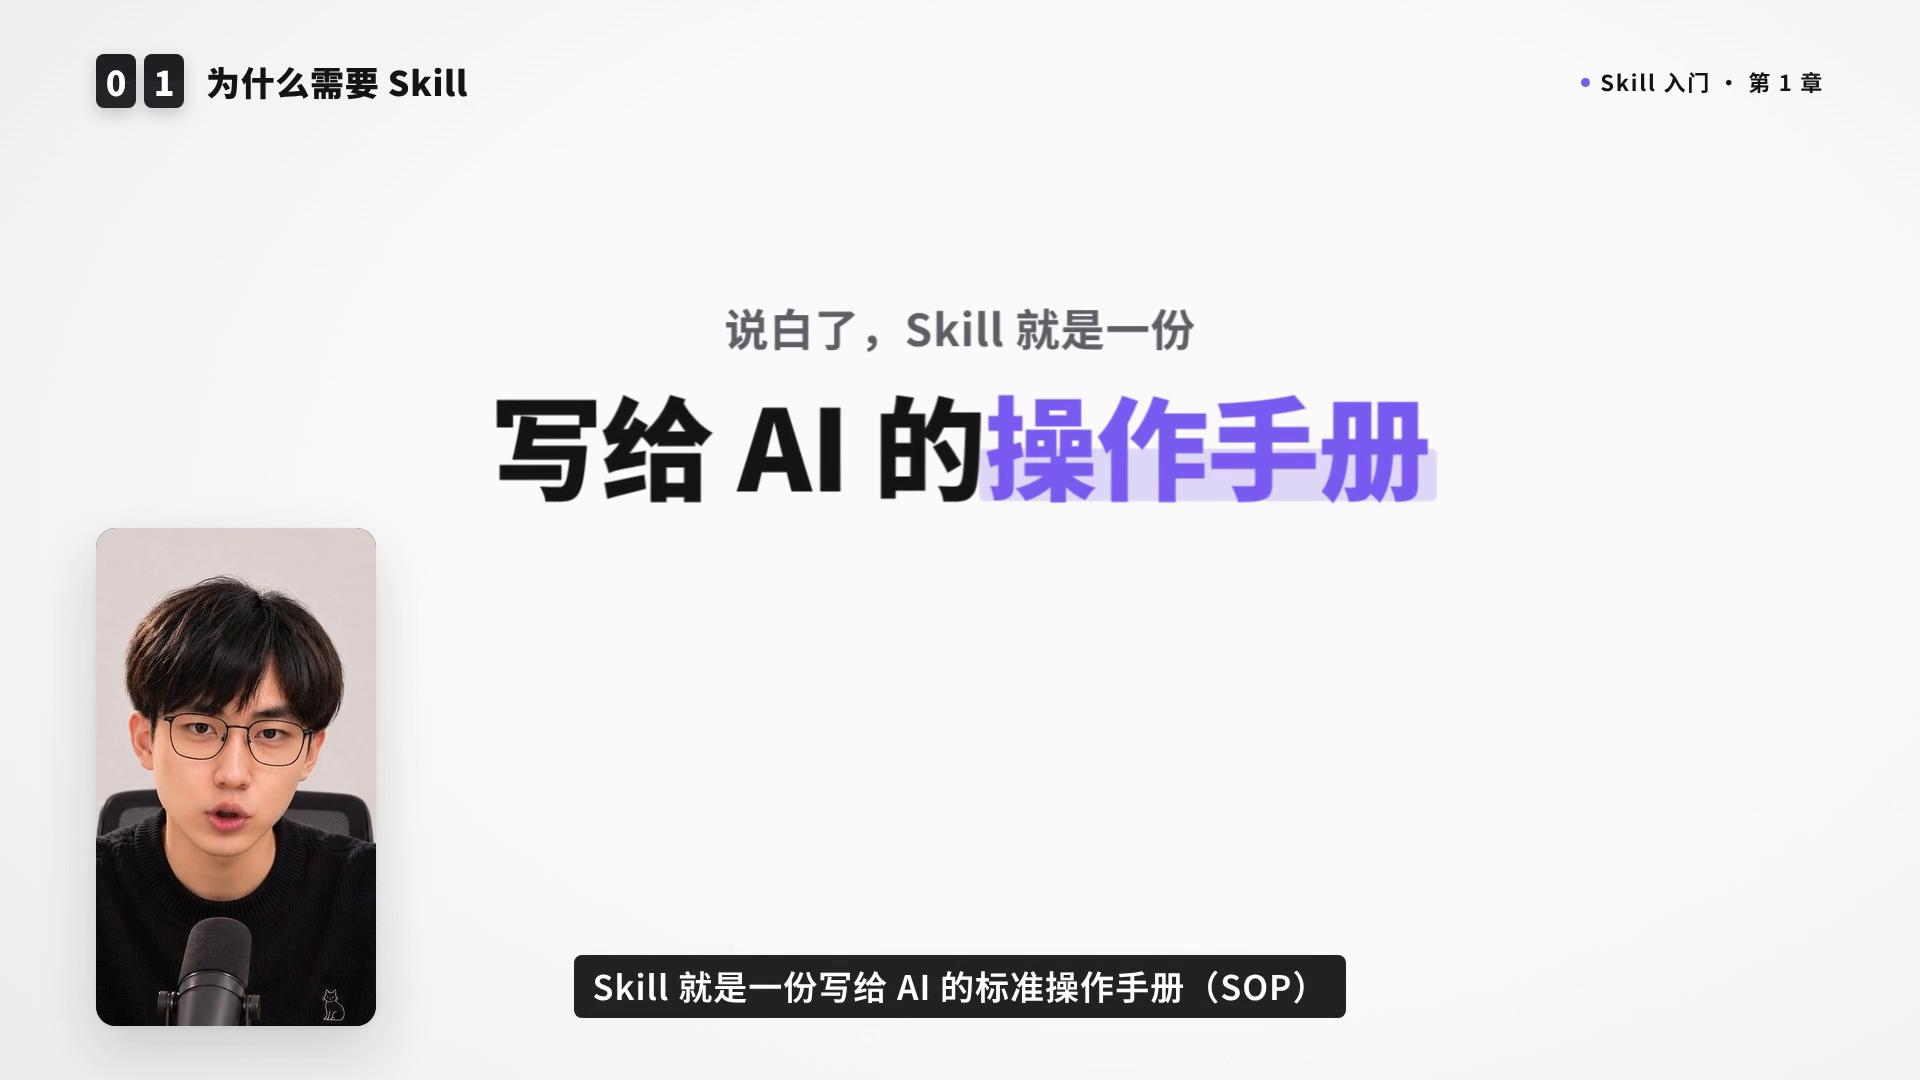 01 为什么需要 Skill
Skill 入门 · 第 1 章
说白了，Skill 就是一份
写给 AI 的操作手册
Skill 就是一份写给 AI 的标准操作手册（SOP）